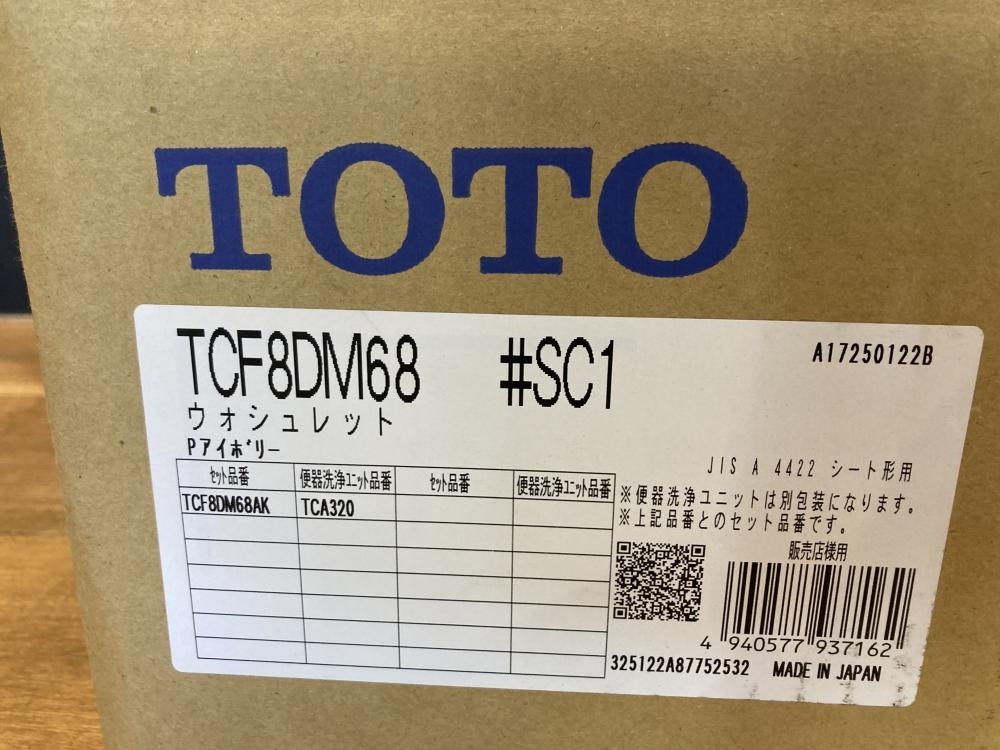 TOTO
TCF8DM68 #SC1 A17250122B
ウォシュレット
Pアイボリー
JIS A 4422 シート形用
セット品番 便器洗浄ユニット品番 セット品番 便器洗浄ユニット品番
※便器洗浄ユニットは別包装になります。
TCF8DM68AK TCA320
※上記品番とのセット品番です。
販売店様用
4 940577 937162
325122A87752532 MADE IN JAPAN